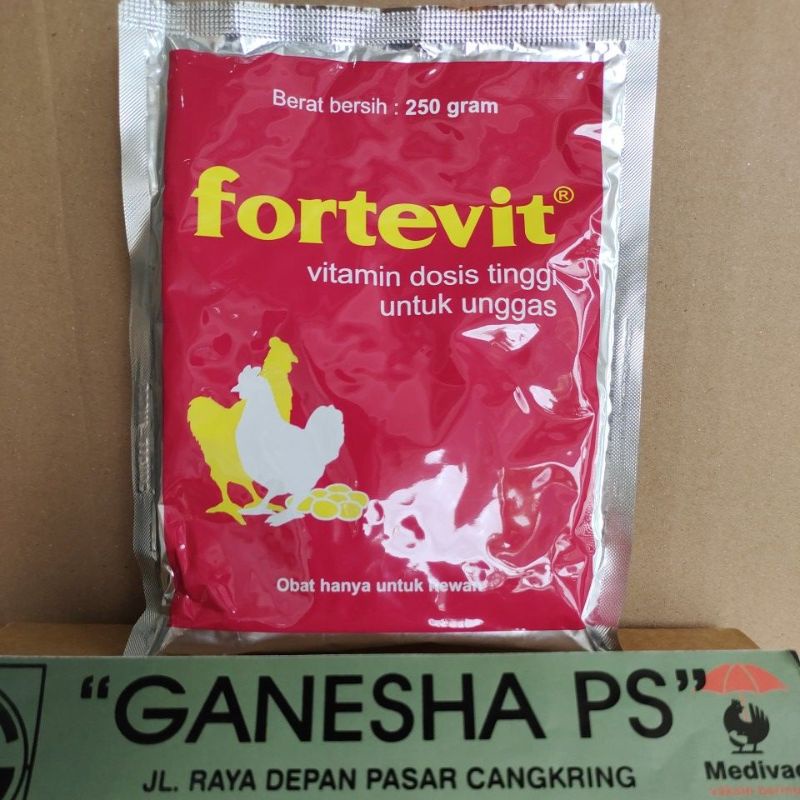 Berat bersih : 250 gram
fortevit®
vitamin dosis tinggi
untuk unggas
Obat hanya untuk hewan
"GANESHA PS"
JL. RAYA DEPAN PASAR CANGKRING
Medivac